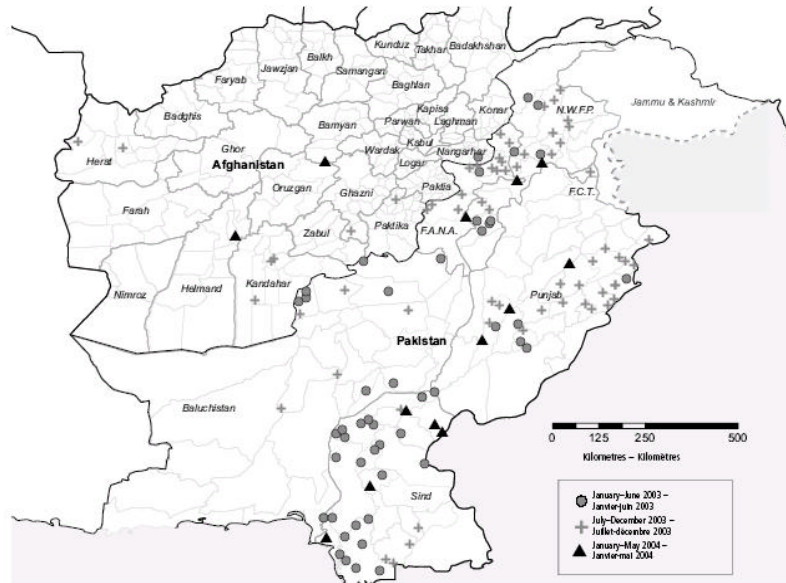 Kunduz
Takhar
Badakhshan
Balkh
Jawzjan
Samangan
Faryab
Baghlan
N.W.F.P.
Jammu & Kashmir
Kapisa
Konar
Badghis
Bamyan
Parwan
Laghman
Kabul
Ghor
Wardak
Nangarhar
Herat
Afghanistan
Logar
Oruzgan
Ghazni
Paktia
F.C.T.
Farah
Paktika
Zabul
F.A.N.A.
Kandahar
Nimroz
Helmand
Punjab
Pakistan
Baluchistan
0 125 250 500
Kilometres – Kilomètres
Sind
January–June 2003 –
Janvier-juin 2003
July–December 2003 –
Juillet-décembre 2003
January–May 2004 –
Janvier-mai 2004